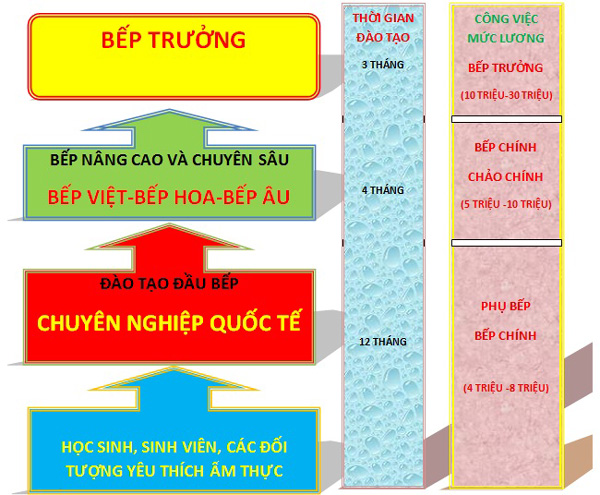 BẾP TRƯỞNG
BẾP NÂNG CAO VÀ CHUYÊN SÂU
BẾP VIỆT-BẾP HOA-BẾP ÂU
ĐÀO TẠO ĐẦU BẾP
CHUYÊN NGHIỆP QUỐC TẾ
HỌC SINH, SINH VIÊN, CÁC ĐỐI
TƯỢNG YÊU THÍCH ẨM THỰC
THỜI GIAN
ĐÀO TẠO
3 THÁNG
4 THÁNG
12 THÁNG
CÔNG VIỆC
MỨC LƯƠNG
BẾP TRƯỞNG
(10 TRIỆU-30 TRIỆU)
BẾP CHÍNH
CHẢO CHÍNH
(5 TRIỆU -10 TRIỆU)
PHỤ BẾP
BẾP CHÍNH
(4 TRIỆU -8 TRIỆU)